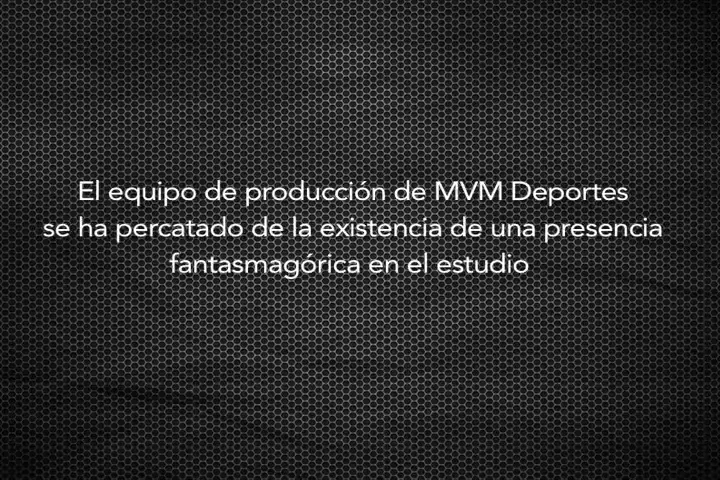 El equipo de producción de MVM Deportes
se ha percatado de la existencia de una presencia
fantasmagórica en el estudio